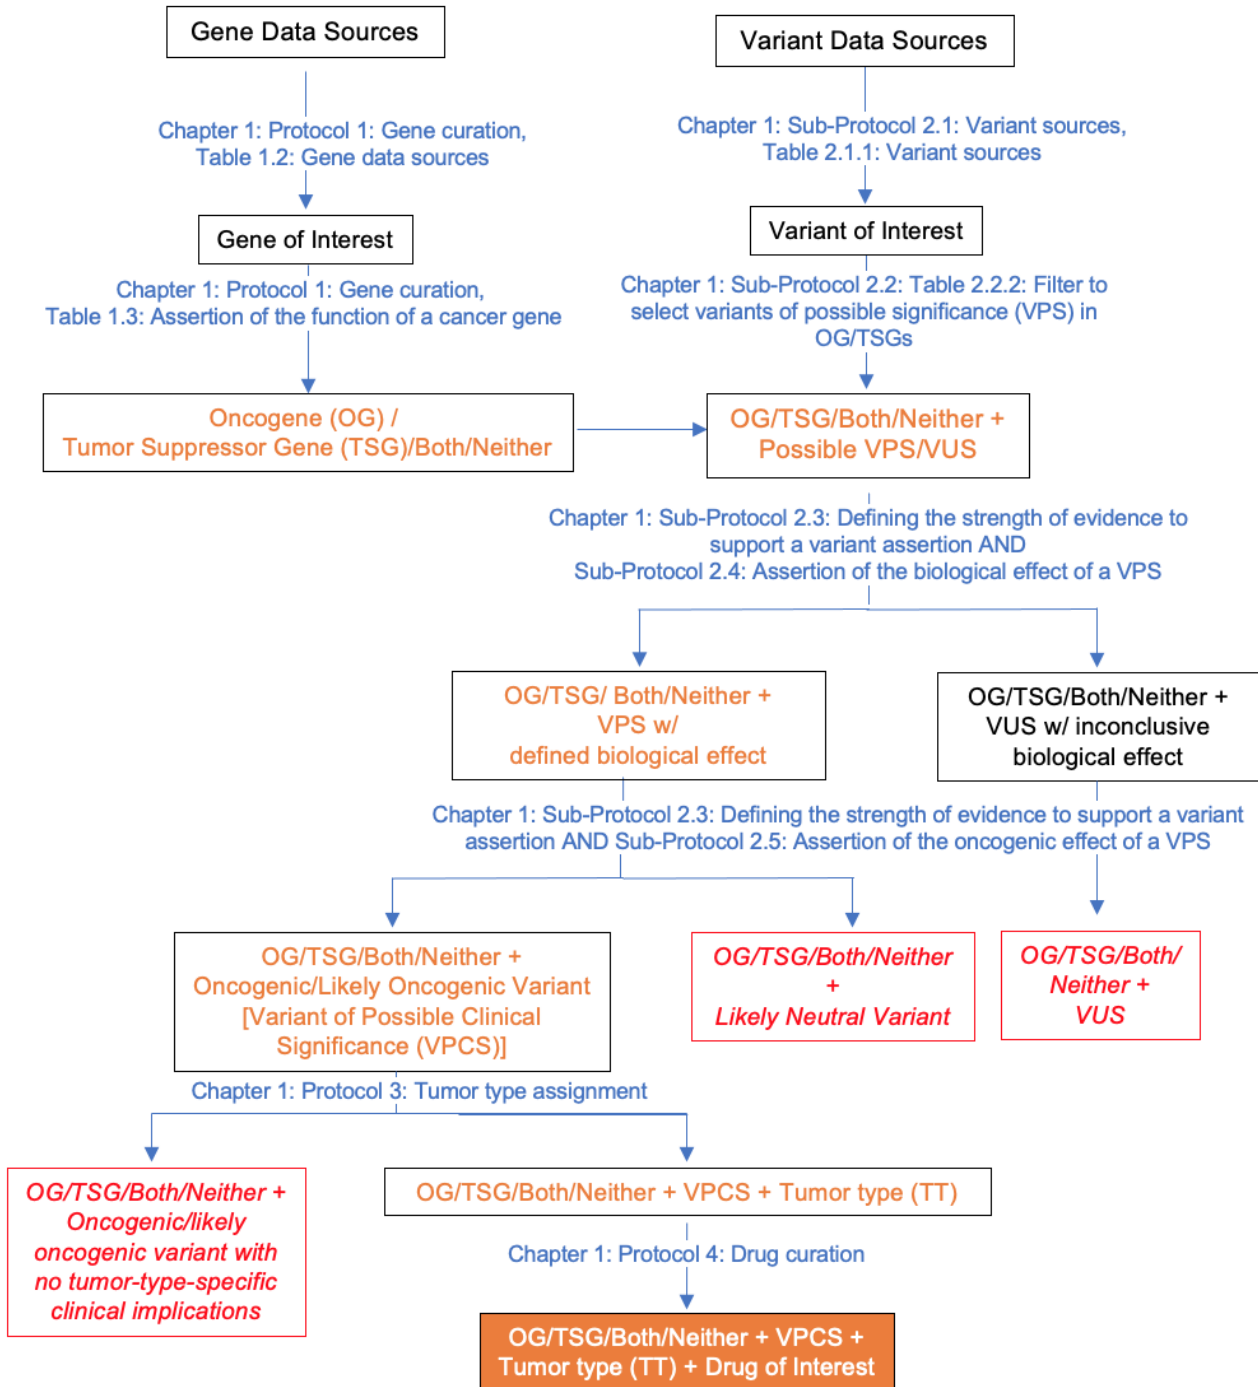 Gene Data Sources
Variant Data Sources
Chapter 1: Protocol 1: Gene curation,
Table 1.2: Gene data sources
Chapter 1: Sub-Protocol 2.1: Variant sources,
Table 2.1.1: Variant sources
Gene of Interest
Variant of Interest
Chapter 1: Protocol 1: Gene curation,
Table 1.3: Assertion of the function of a cancer gene
Chapter 1: Sub-Protocol 2.2: Table 2.2.2: Filter to
select variants of possible significance (VPS) in
OG/TSGs
Oncogene (OG) /
Tumor Suppressor Gene (TSG)/Both/Neither
OG/TSG/Both/Neither +
Possible VPS/VUS
Chapter 1: Sub-Protocol 2.3: Defining the strength of evidence to
support a variant assertion AND
Sub-Protocol 2.4: Assertion of the biological effect of a VPS
OG/TSG/ Both/Neither +
VPS w/
defined biological effect
OG/TSG/Both/Neither +
VUS w/ inconclusive
biological effect
Chapter 1: Sub-Protocol 2.3: Defining the strength of evidence to support a variant
assertion AND Sub-Protocol 2.5: Assertion of the oncogenic effect of a VPS
OG/TSG/Both/Neither +
Oncogenic/Likely Oncogenic Variant
[Variant of Possible Clinical
Significance (VPCS)]
OG/TSG/Both/Neither
+
Likely Neutral Variant
OG/TSG/Both/
Neither +
VUS
Chapter 1: Protocol 3: Tumor type assignment
OG/TSG/Both/Neither +
Oncogenic/likely
oncogenic variant with
no tumor-type-specific
clinical implications
OG/TSG/Both/Neither + VPCS + Tumor type (TT)
Chapter 1: Protocol 4: Drug curation
OG/TSG/Both/Neither + VPCS +
Tumor type (TT) + Drug of Interest